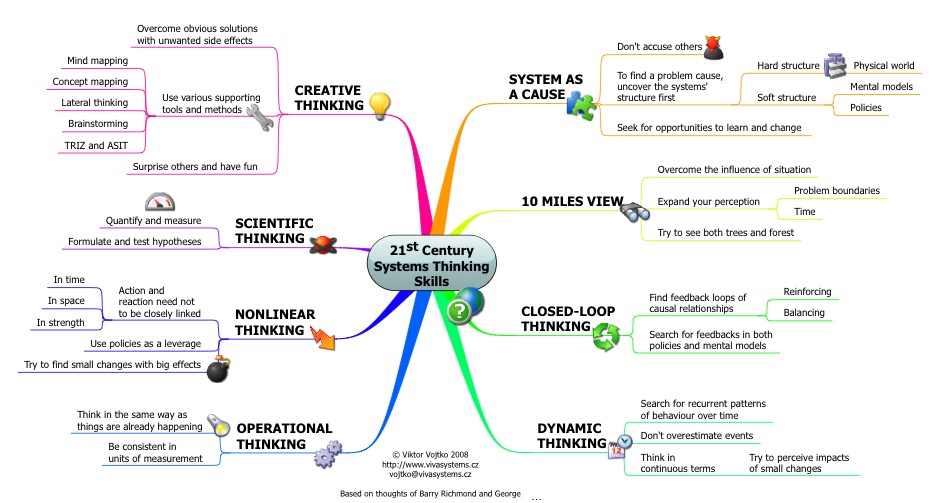 21st Century
Systems Thinking
Skills
SYSTEM AS
A CAUSE
Don't accuse others
To find a problem cause,
uncover the systems'
structure first
Hard structure
Physical world
Soft structure
Mental models
Policies
Seek for opportunities to learn and change
10 MILES VIEW
Overcome the influence of situation
Expand your perception
Problem boundaries
Time
Try to see both trees and forest
CLOSED-LOOP
THINKING
Find feedback loops of
causal relationships
Reinforcing
Balancing
Search for feedbacks in both
policies and mental models
DYNAMIC
THINKING
12
Search for recurrent patterns
of behaviour over time
Don't overestimate events
Think in
continuous terms
Try to perceive impacts
of small changes
CREATIVE
THINKING
Overcome obvious solutions
with unwanted side effects
Use various supporting
tools and methods
Mind mapping
Concept mapping
Lateral thinking
Brainstorming
TRIZ and ASIT
Surprise others and have fun
SCIENTIFIC
THINKING
Quantify and measure
Formulate and test hypotheses
NONLINEAR
THINKING
Action and
reaction need not
to be closely linked
In time
In space
In strength
Use policies as a leverage
Try to find small changes with big effects
OPERATIONAL
THINKING
Think in the same way as
things are already happening
Be consistent in
units of measurement
?
© Viktor Vojtko 2008
http://www.vivasystems.cz
vojtko@vivasystems.cz
Based on thoughts of Barry Richmond and George
...